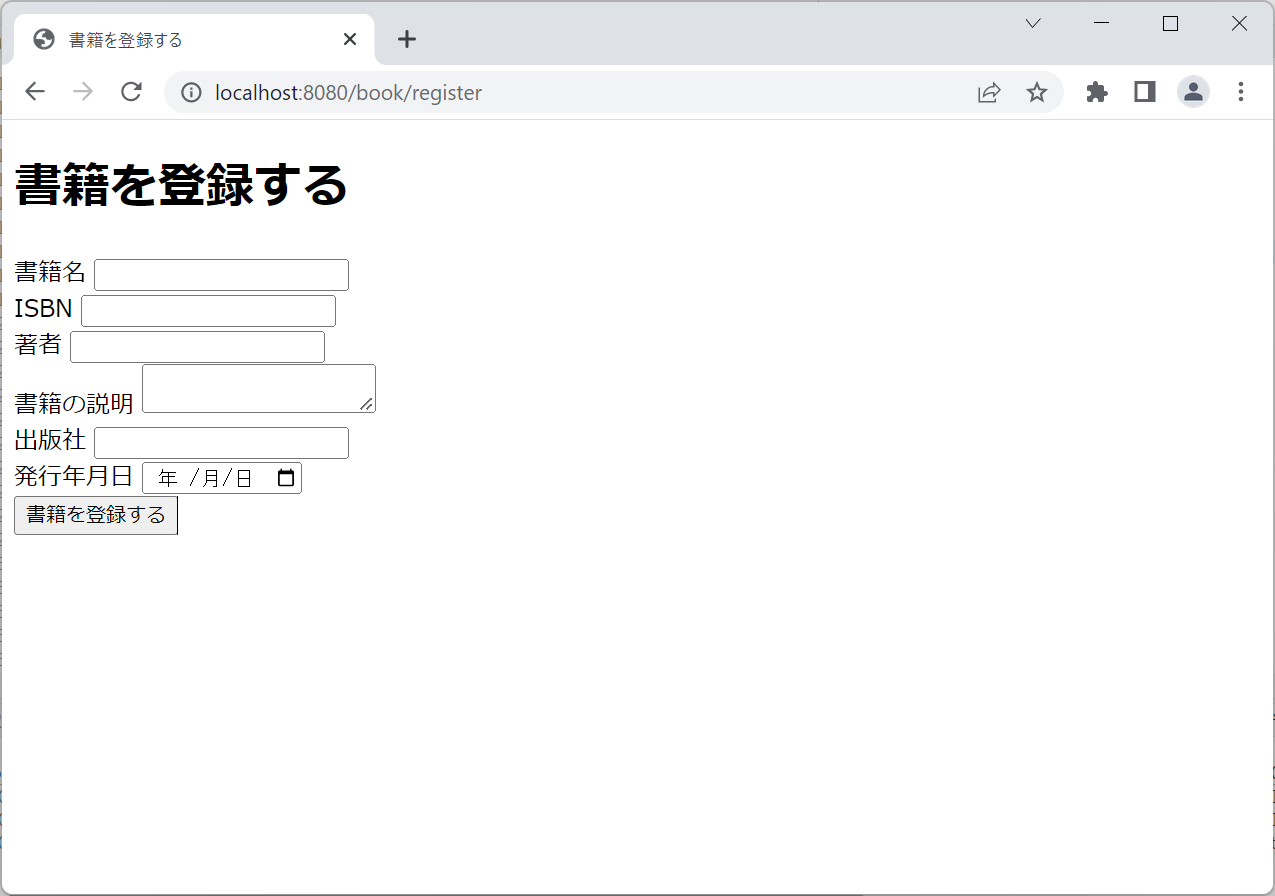 書籍を登録する
localhost:8080/book/register
書籍を登録する
書籍名
ISBN
著者
書籍の説明
出版社
発行年月日 年 /月/日
書籍を登録する